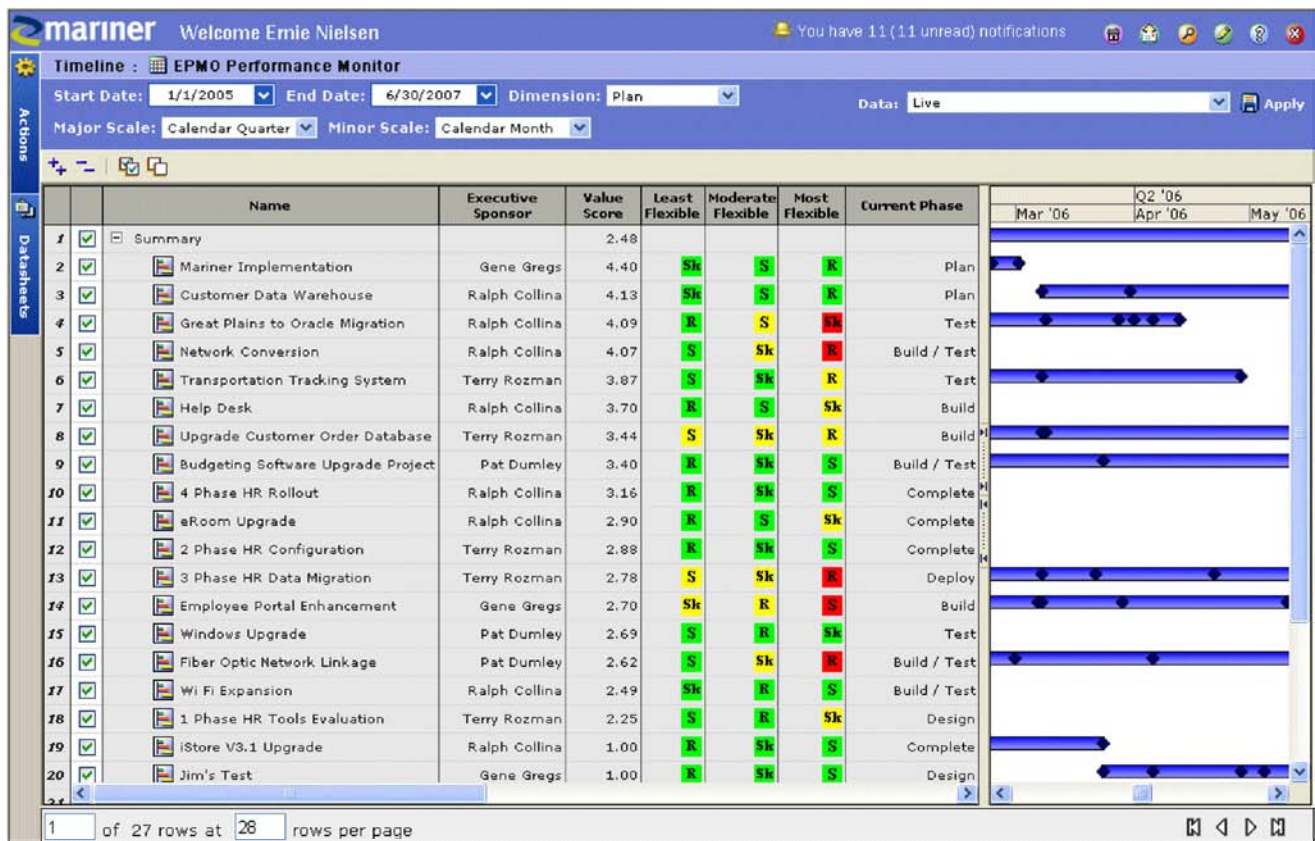 mariner Welcome Ernie Nielsen You have 11 (11 unread) notifications
Timeline : EPMO Performance Monitor
Start Date: 1/1/2005 End Date: 6/30/2007 Dimension: Plan Data: Live Apply
Major Scale: Calendar Quarter Minor Scale: Calendar Month
Actions
Datasheets
Name Executive Sponsor Value Score Least Flexible Moderate Flexible Most Flexible Current Phase Q2 '06
Mar '06 Apr '06 May '06
1 Summary 2.48
2 Mariner Implementation Gene Gregs 4.40 Sk S R Plan
3 Customer Data Warehouse Ralph Collina 4.13 Sk S R Plan
4 Great Plains to Oracle Migration Ralph Collina 4.09 R S Sk Test
5 Network Conversion Ralph Collina 4.07 S Sk R Build / Test
6 Transportation Tracking System Terry Rozman 3.87 S Sk R Test
7 Help Desk Ralph Collina 3.70 R S Sk Build
8 Upgrade Customer Order Database Terry Rozman 3.44 S Sk R Build
9 Budgeting Software Upgrade Project Pat Dumley 3.40 R Sk S Build / Test
10 4 Phase HR Rollout Ralph Collina 3.16 R Sk S Complete
11 eRoom Upgrade Ralph Collina 2.90 R S Sk Complete
12 2 Phase HR Configuration Terry Rozman 2.88 R Sk S Complete
13 3 Phase HR Data Migration Terry Rozman 2.78 S Sk R Deploy
14 Employee Portal Enhancement Gene Gregs 2.70 Sk R S Build
15 Windows Upgrade Pat Dumley 2.69 S R Sk Test
16 Fiber Optic Network Linkage Pat Dumley 2.62 S Sk R Build / Test
17 Wi Fi Expansion Ralph Collina 2.49 Sk R S Build / Test
18 1 Phase HR Tools Evaluation Terry Rozman 2.25 S R Sk Design
19 iStore V3.1 Upgrade Ralph Collina 1.00 R Sk S Complete
20 Jim's Test Gene Gregs 1.00 R Sk S Design
1 of 27 rows at 28 rows per page